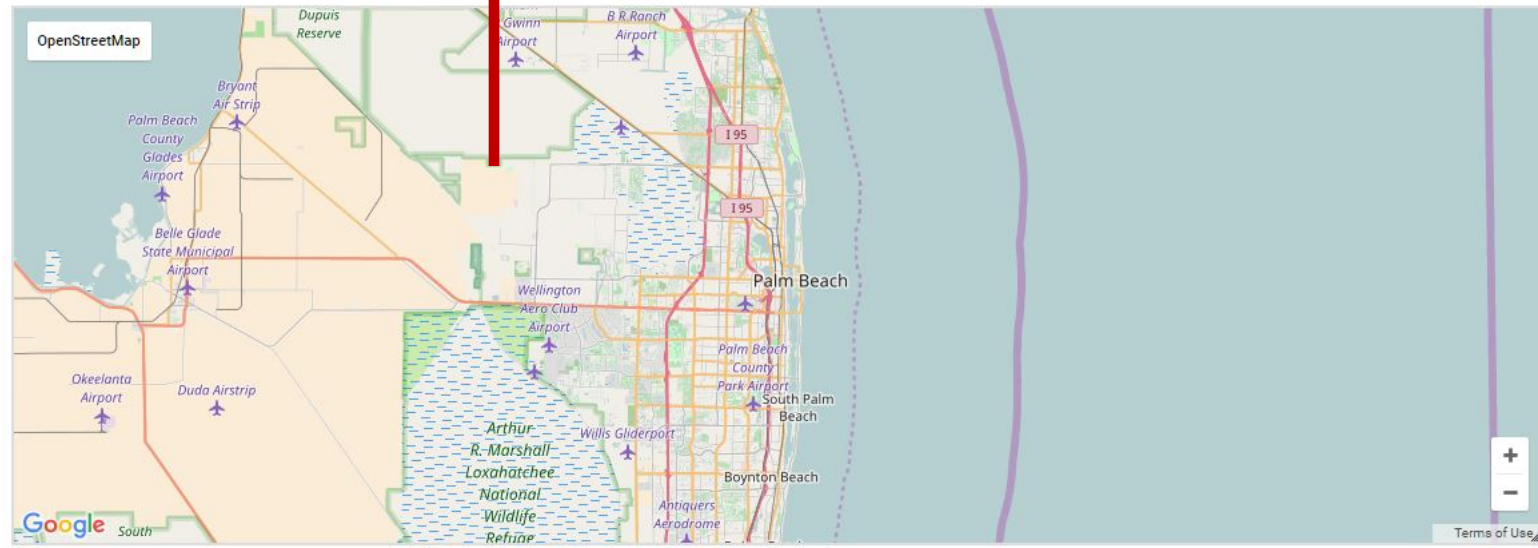 OpenStreetMap
Dupuis
Reserve
Gwinn
Airport
B R Ranch
Airport
Bryant
Air Strip
Palm Beach
County
Glades
Airport
I 95
I 95
Belle Glade
State Municipal
Airport
Palm Beach
Wellington
Aero Club
Airport
Palm Beach
County
Park Airport
Okeelanta
Airport
Duda Airstrip
South Palm
Beach
Arthur
R. Marshall
Loxahatchee
National
Wildlife
Refuge
Willis Gliderport
+
−
Boynton Beach
Antiquers
Aerodrome
Google
South
Terms of Use